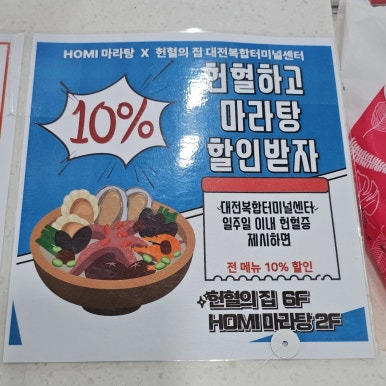 HOMI 마라탕 X 헌혈의 집 대전복합터미널센터
헌혈하고
마라탕
할인받자
10%
대전복합터미널센터
일주일 이내 헌혈증
제시하면
전 메뉴 10% 할인
헌혈의 집 6F
HOMI 마라탕 2F